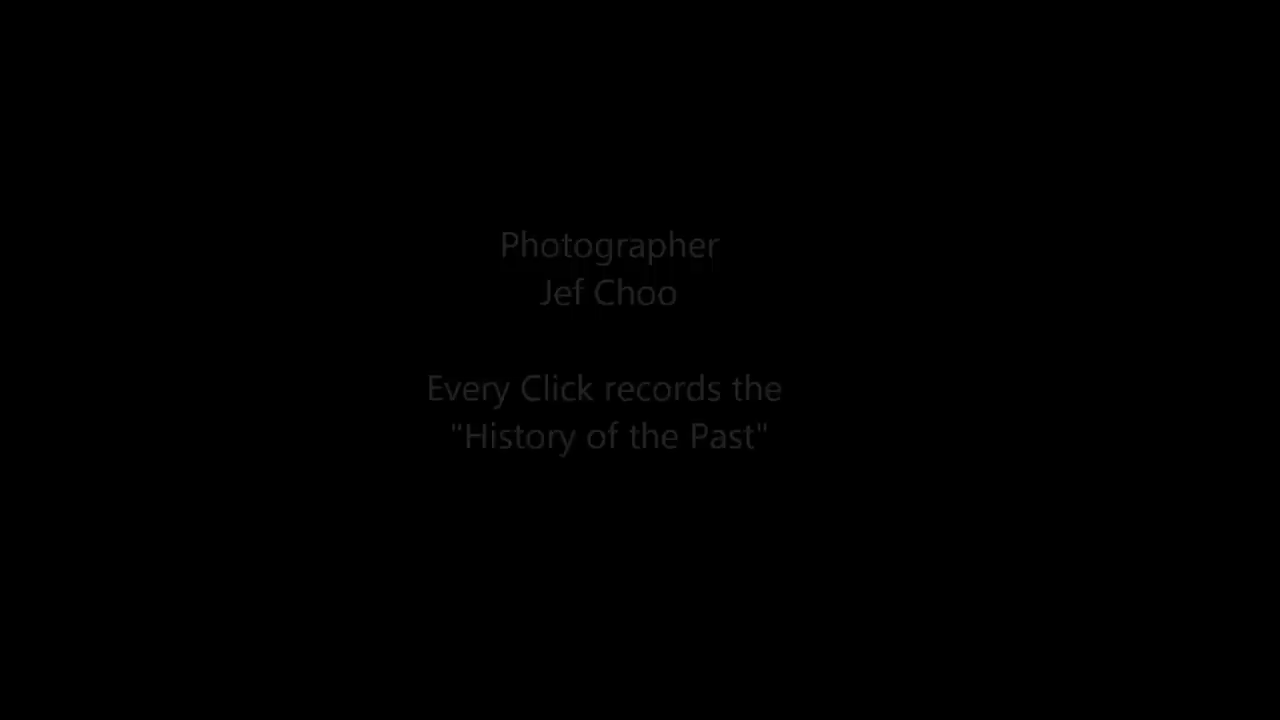 Photographer
Jef Choo
Every Click records the
"History of the Past"